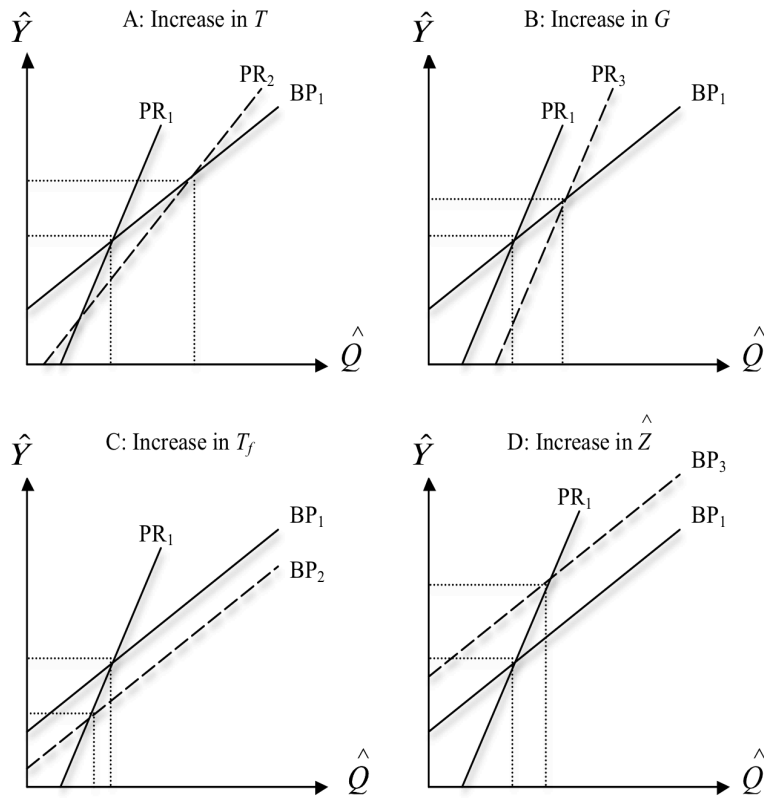 A: Increase in T
Ŷ
PR₁
PR₂
BP₁
Q̂
B: Increase in G
Ŷ
PR₁
PR₃
BP₁
Q̂
C: Increase in T_f
Ŷ
PR₁
BP₁
BP₂
Q̂
D: Increase in Ẑ
Ŷ
PR₁
BP₃
BP₁
Q̂